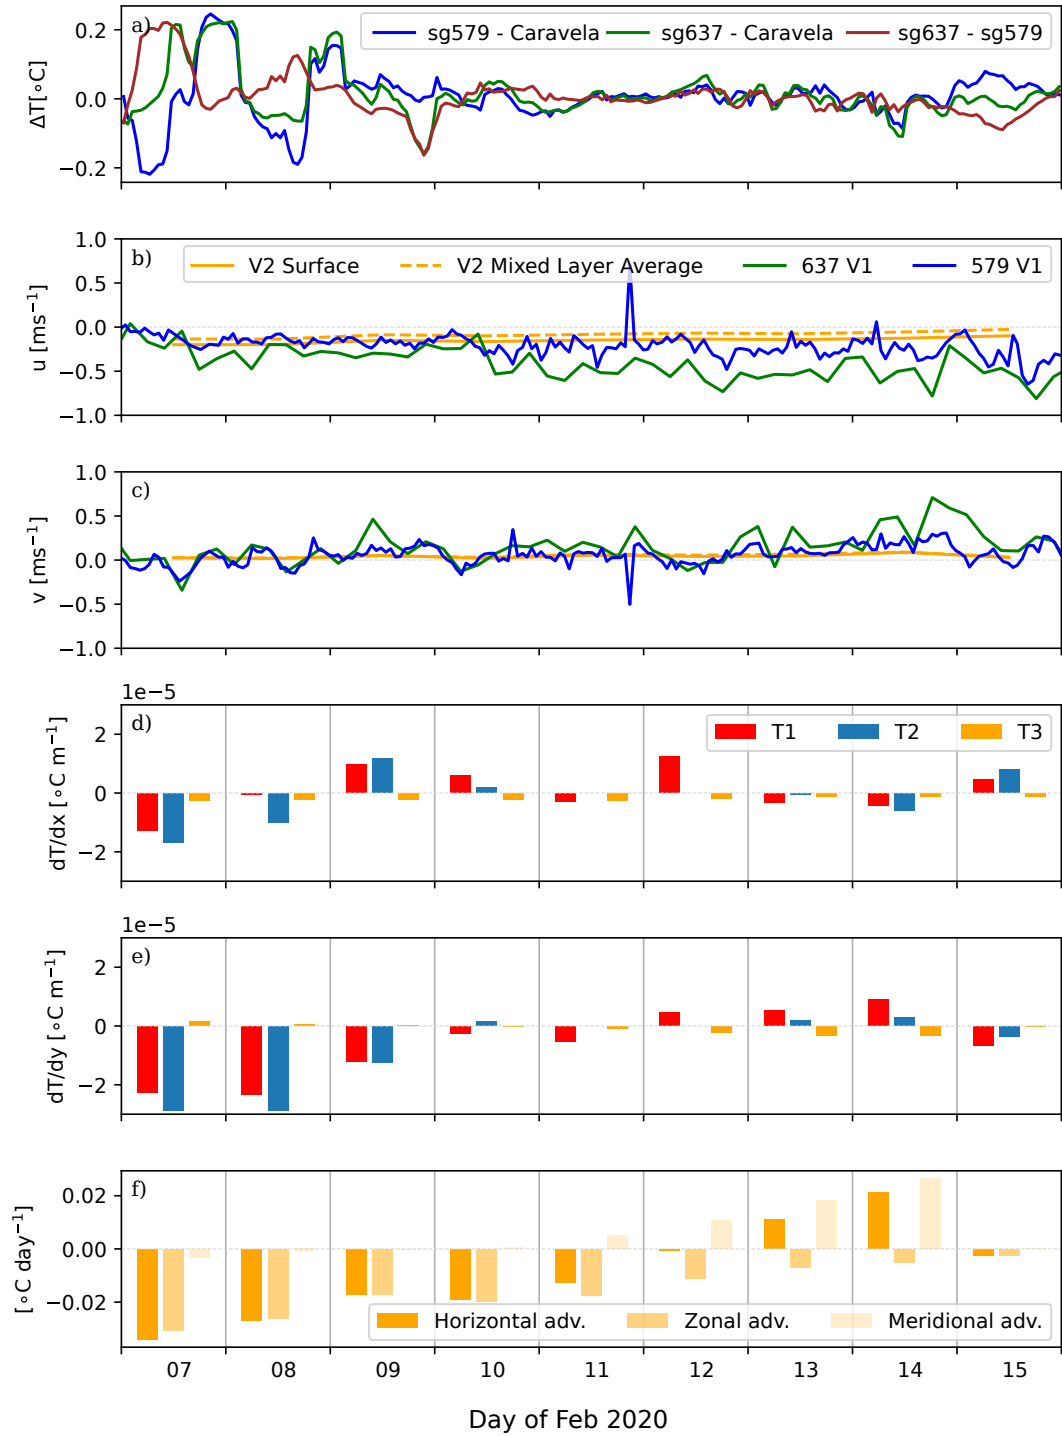 a)
sg579 - Caravela sg637 - Caravela sg637 - sg579
ΔT[∘C]
0.2
0.0
−0.2
b)
V2 Surface V2 Mixed Layer Average 637 V1 579 V1
u [ms⁻¹]
1.0
0.5
0.0
−0.5
−1.0
c)
v [ms⁻¹]
1.0
0.5
0.0
−0.5
−1.0
1e−5
d)
T1 T2 T3
dT/dx [∘C m⁻¹]
2
0
−2
1e−5
e)
dT/dy [∘C m⁻¹]
2
0
−2
f)
[∘C day⁻¹]
0.02
0.00
−0.02
Horizontal adv. Zonal adv. Meridional adv.
07 08 09 10 11 12 13 14 15
Day of Feb 2020